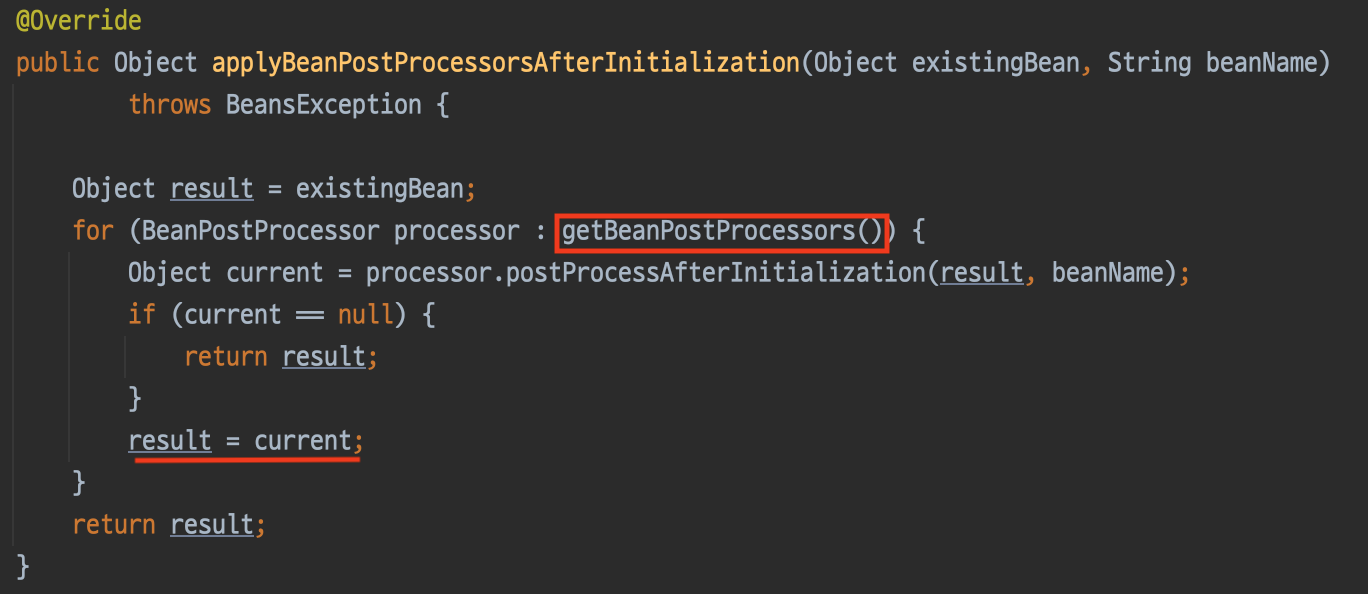 @Override
public Object applyBeanPostProcessorsAfterInitialization(Object existingBean, String beanName)
        throws BeansException {

    Object result = existingBean;
    for (BeanPostProcessor processor : getBeanPostProcessors()) {
        Object current = processor.postProcessAfterInitialization(result, beanName);
        if (current == null) {
            return result;
        }
        result = current;
    }
    return result;
}